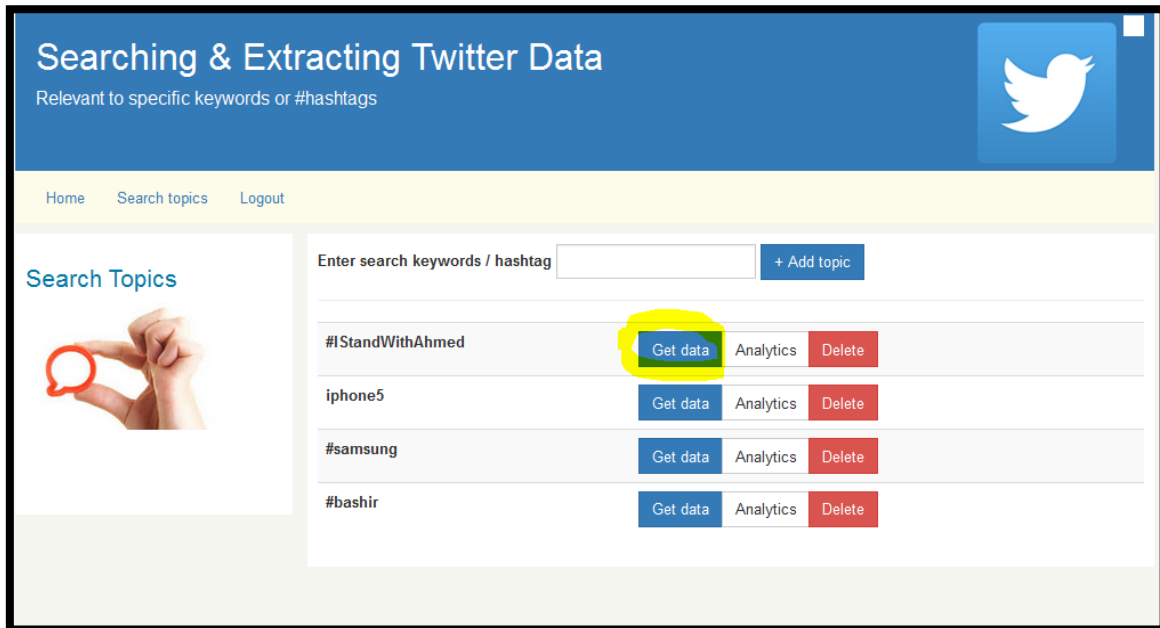 Searching & Extracting Twitter Data
Relevant to specific keywords or #hashtags
Home Search topics Logout
Search Topics
Enter search keywords / hashtag + Add topic
#IStandWithAhmed Get data Analytics Delete
iphone5 Get data Analytics Delete
#samsung Get data Analytics Delete
#bashir Get data Analytics Delete